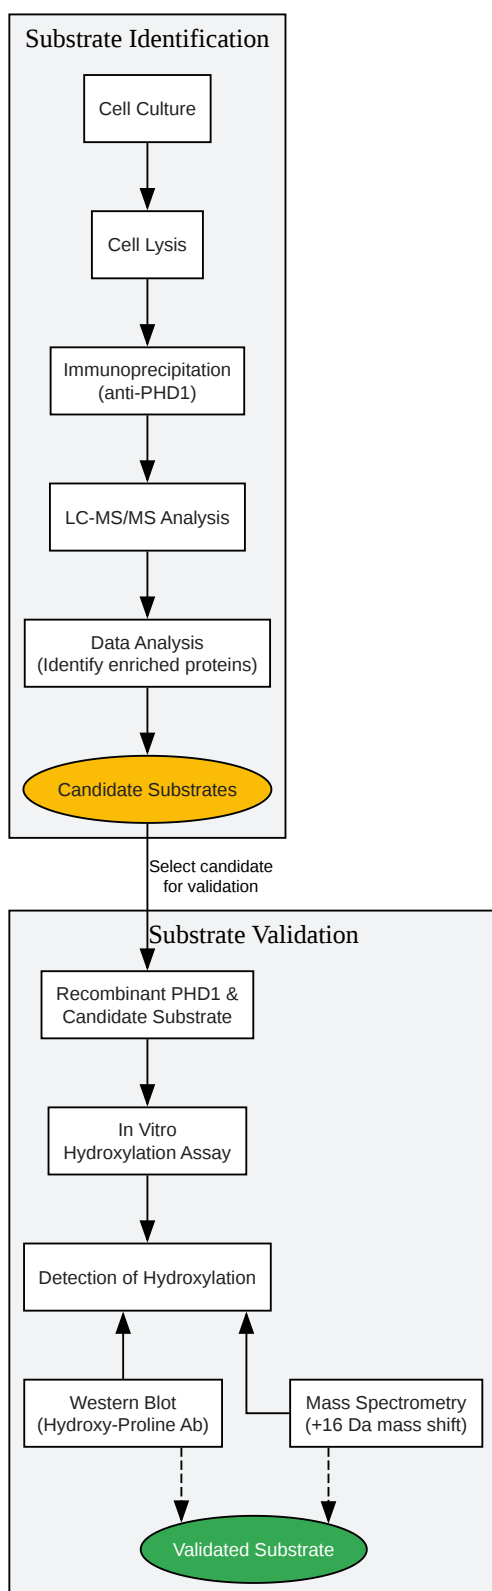 Substrate Identification
Cell Culture
Cell Lysis
Immunoprecipitation
(anti-PHD1)
LC-MS/MS Analysis
Data Analysis
(Identify enriched proteins)
Candidate Substrates
Select candidate
for validation
Substrate Validation
Recombinant PHD1 &
Candidate Substrate
In Vitro
Hydroxylation Assay
Detection of Hydroxylation
Western Blot
(Hydroxy-Proline Ab)
Mass Spectrometry
(+16 Da mass shift)
Validated Substrate